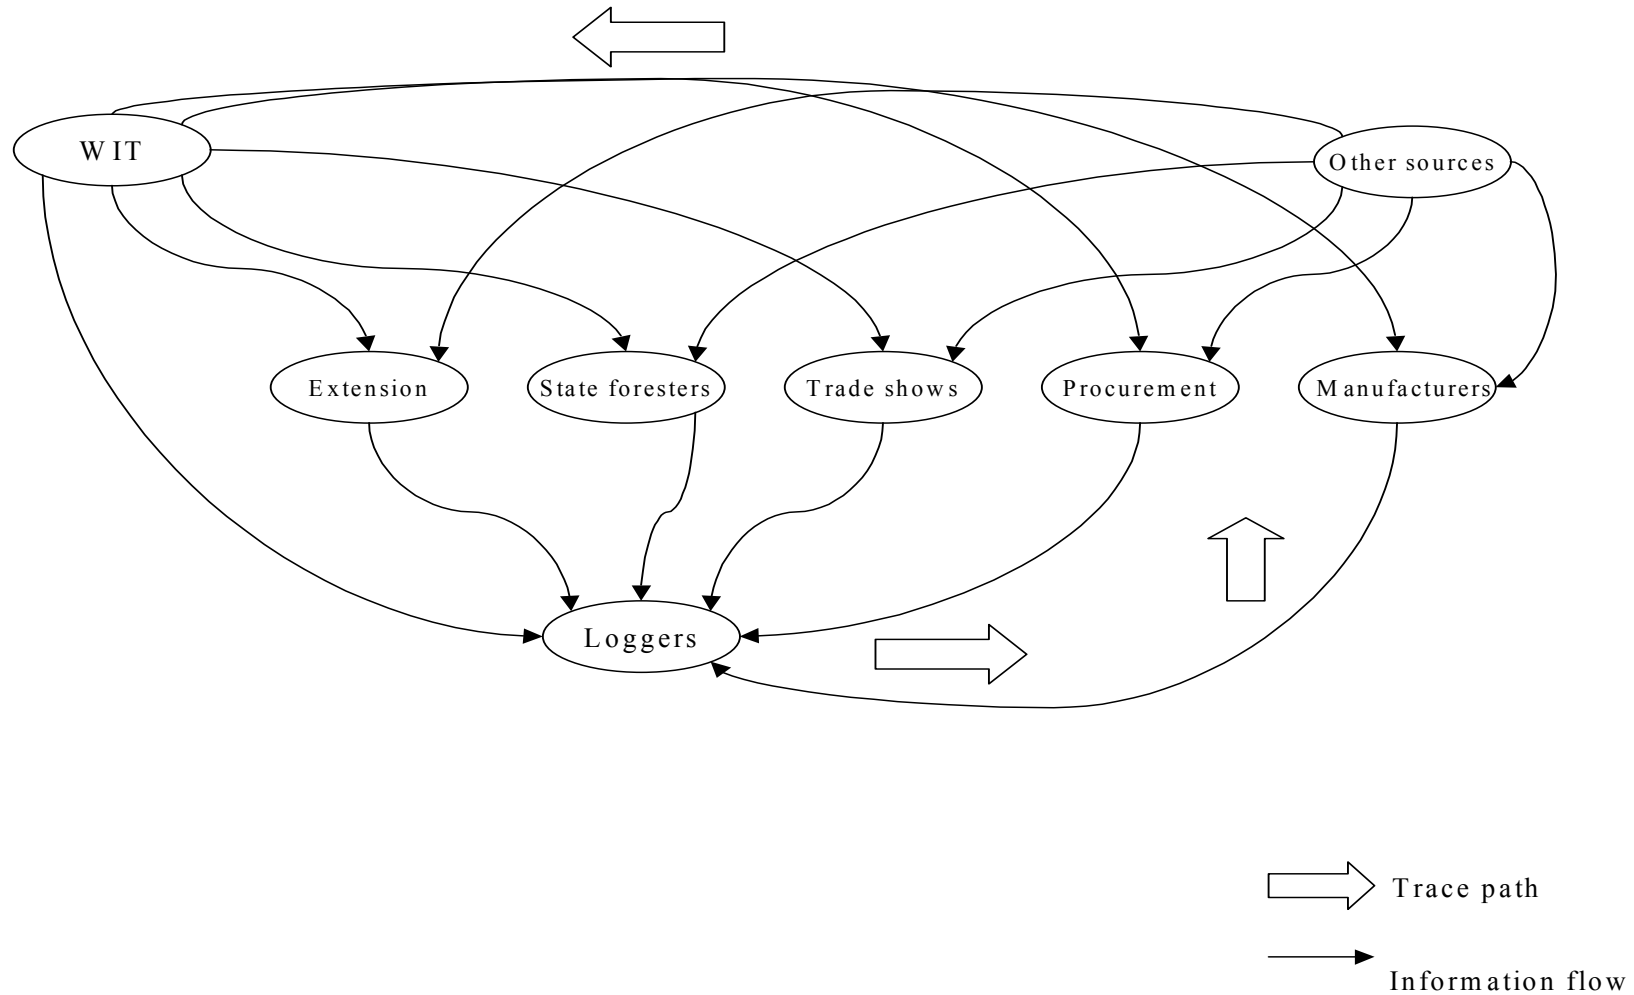 WIT
Other sources
Extension
State foresters
Trade shows
Procurement
Manufacturers
Loggers
Trace path
Information flow